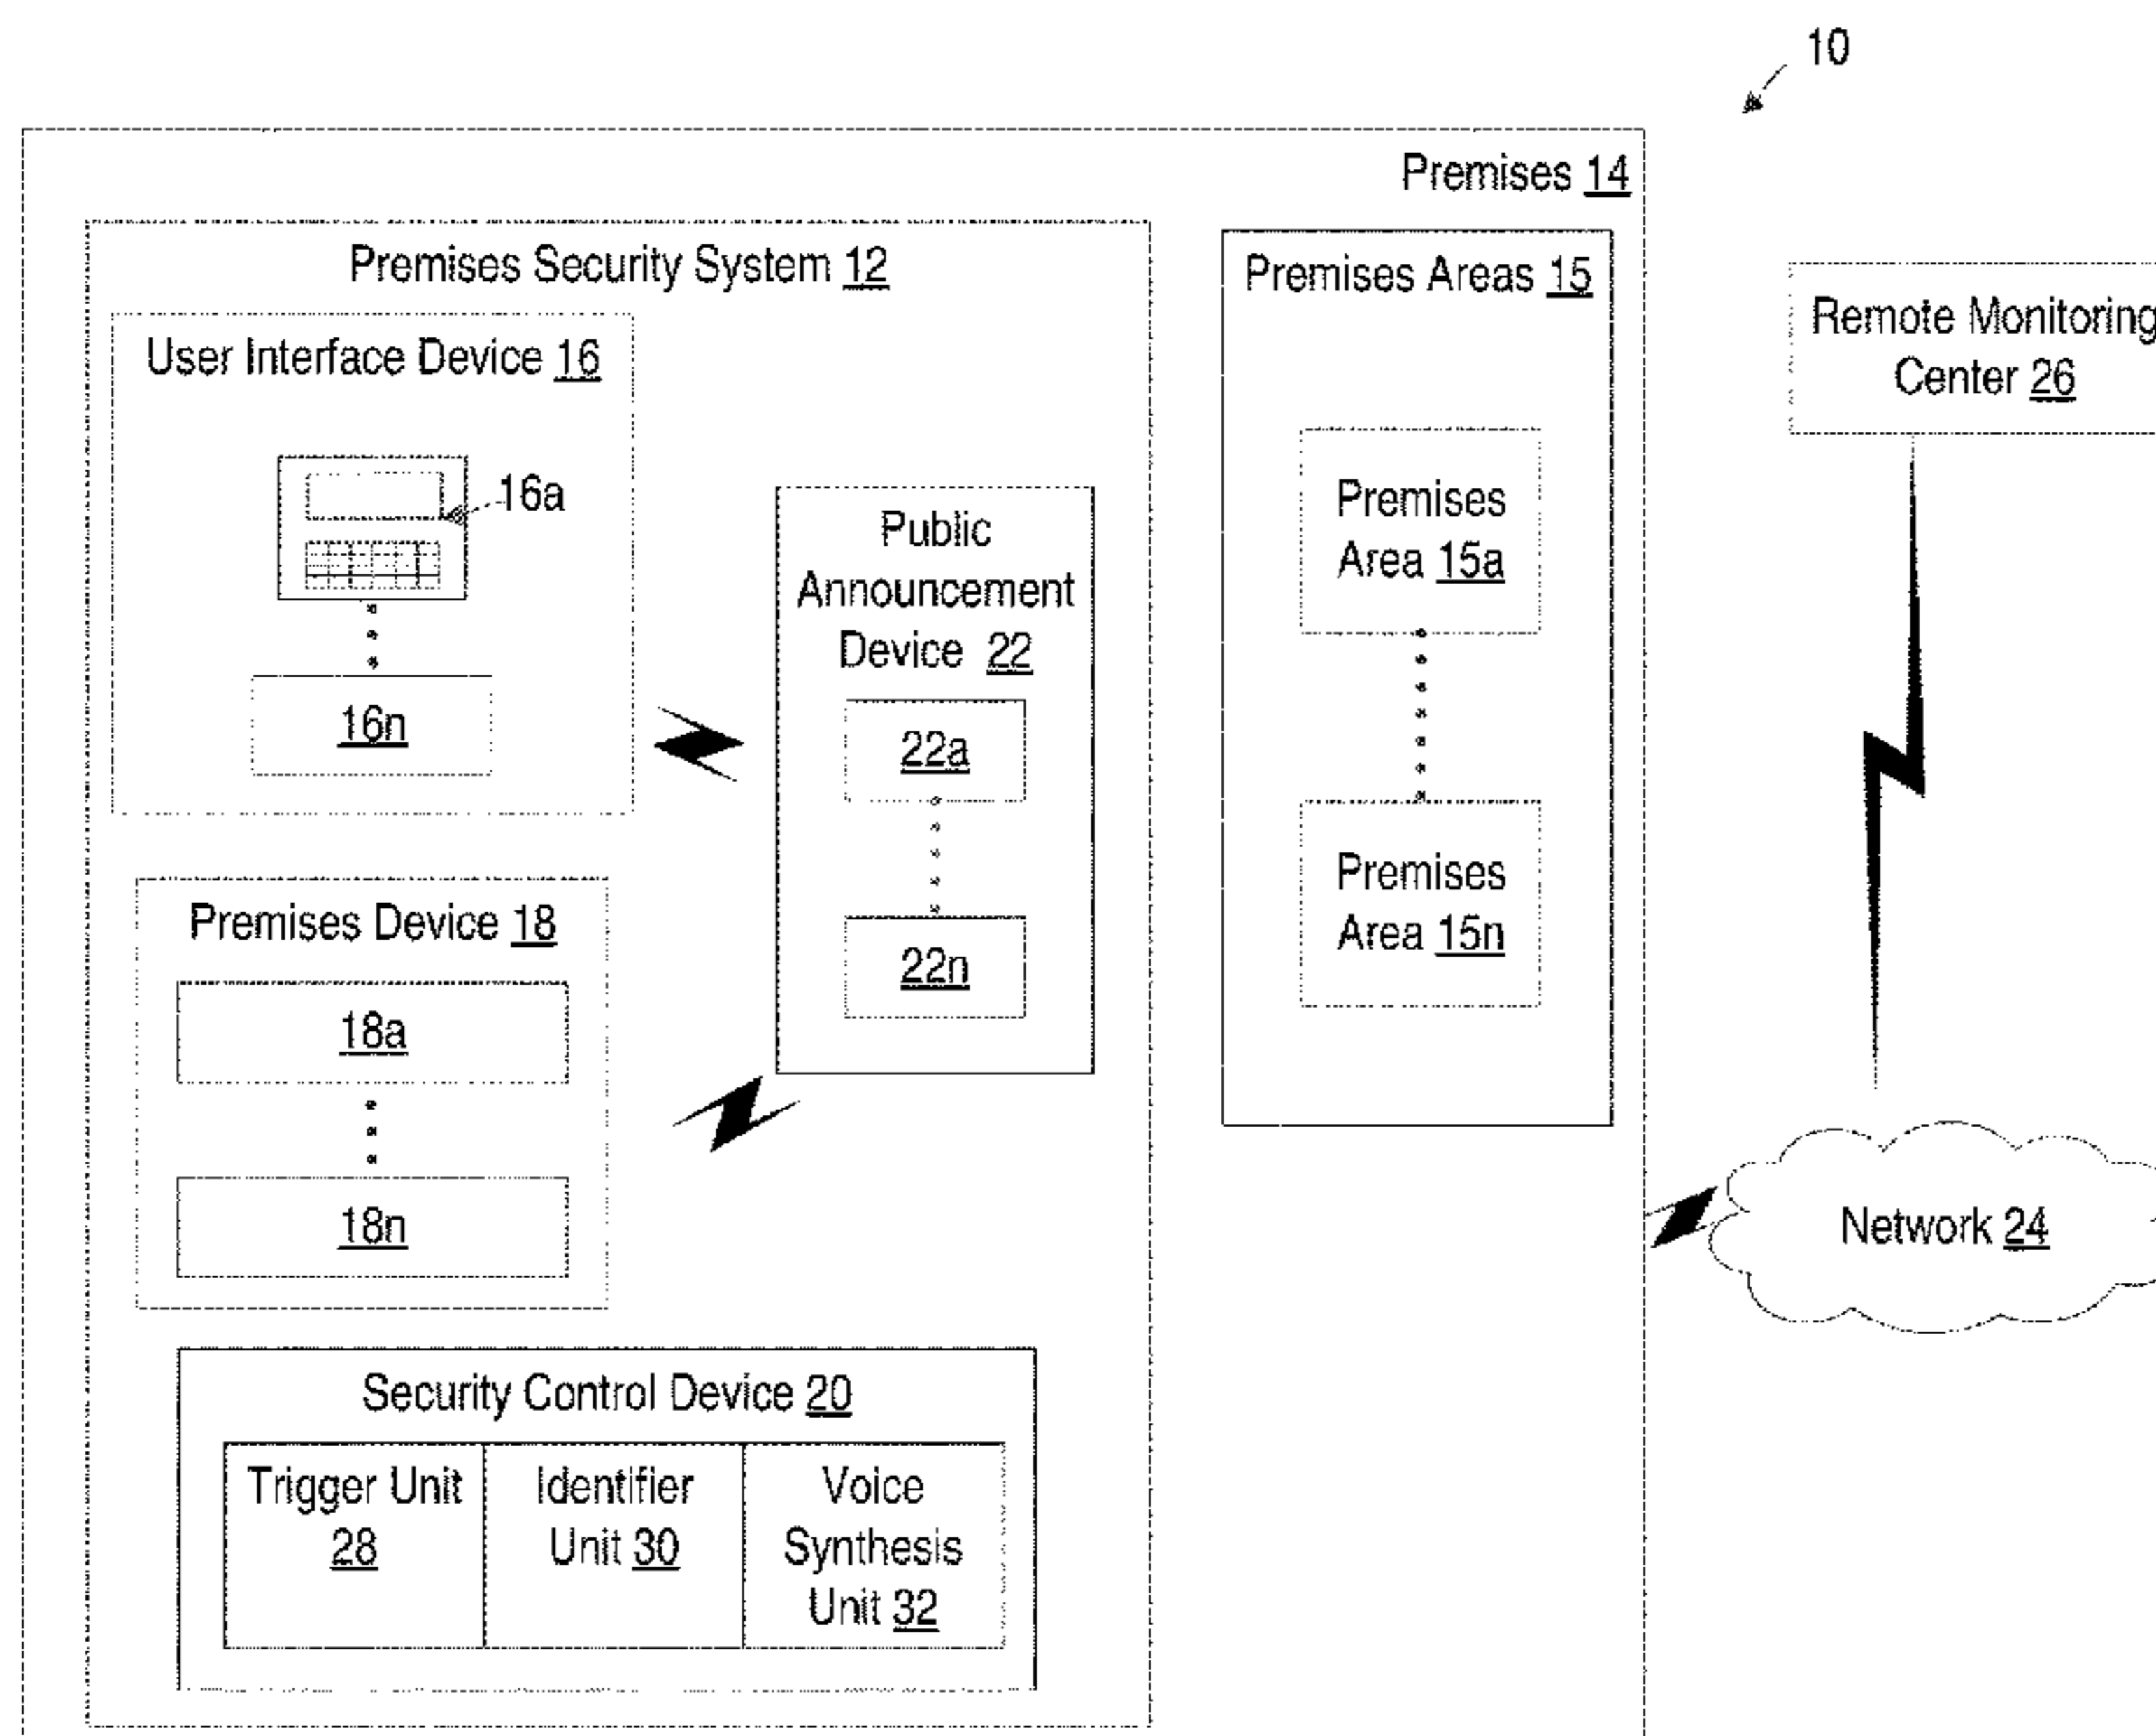 10
Premises 14
Premises Security System 12
User Interface Device 16
16a
16n
Public
Announcement
Device 22
22a
22n
Premises Device 18
18a
18n
Security Control Device 20
Trigger Unit
28
Identifier
Unit 30
Voice
Synthesis
Unit 32
Premises Areas 15
Premises
Area 15a
Premises
Area 15n
Remote Monitoring
Center 26
Network 24